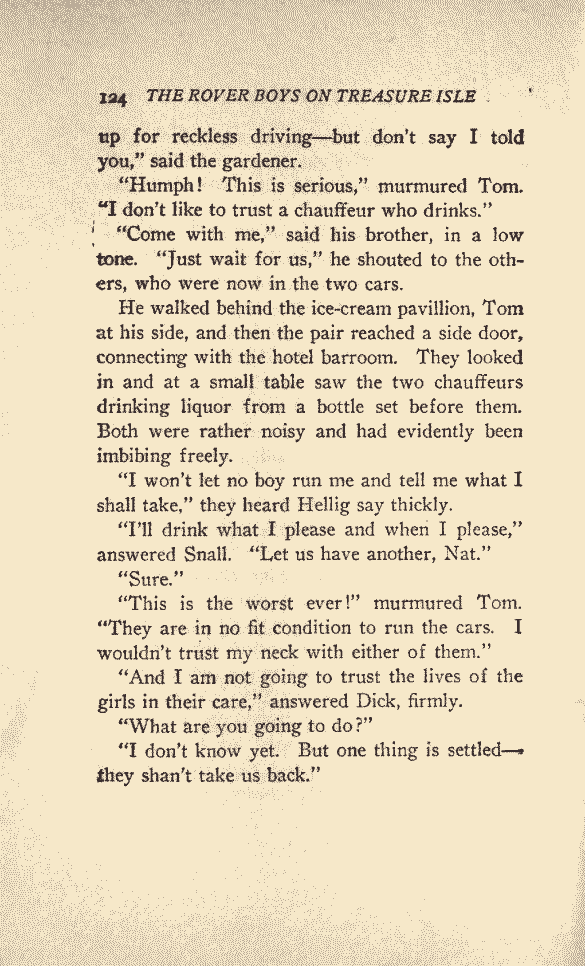 124 THE ROVER BOYS ON TREASURE ISLE
up for reckless driving—but don't say I told
you," said the gardener.
"Humph! This is serious," murmured Tom.
"I don't like to trust a chauffeur who drinks."
"Come with me," said his brother, in a low
tone. "Just wait for us," he shouted to the oth-
ers, who were now in the two cars.
He walked behind the ice-cream pavillion, Tom
at his side, and then the pair reached a side door,
connecting with the hotel barroom. They looked
in and at a small table saw the two chauffeurs
drinking liquor from a bottle set before them.
Both were rather noisy and had evidently been
imbibing freely.
"I won't let no boy run me and tell me what I
shall take," they heard Hellig say thickly.
"I'll drink what I please and when I please,"
answered Snall. "Let us have another, Nat."
"Sure."
"This is the worst ever!" murmured Tom.
"They are in no fit condition to run the cars. I
wouldn't trust my neck with either of them."
"And I am not going to trust the lives of the
girls in their care," answered Dick, firmly.
"What are you going to do?"
"I don't know yet. But one thing is settled—
they shan't take us back."